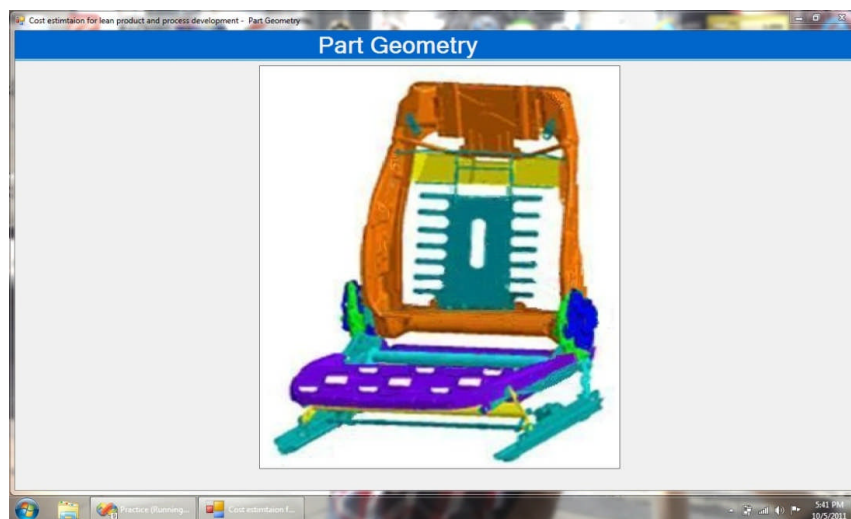 Cost estimtaion for lean product and process development - Part Geometry
Part Geometry
Practice (Running...
Cost estimtaion f...
5:41 PM
10/5/2011